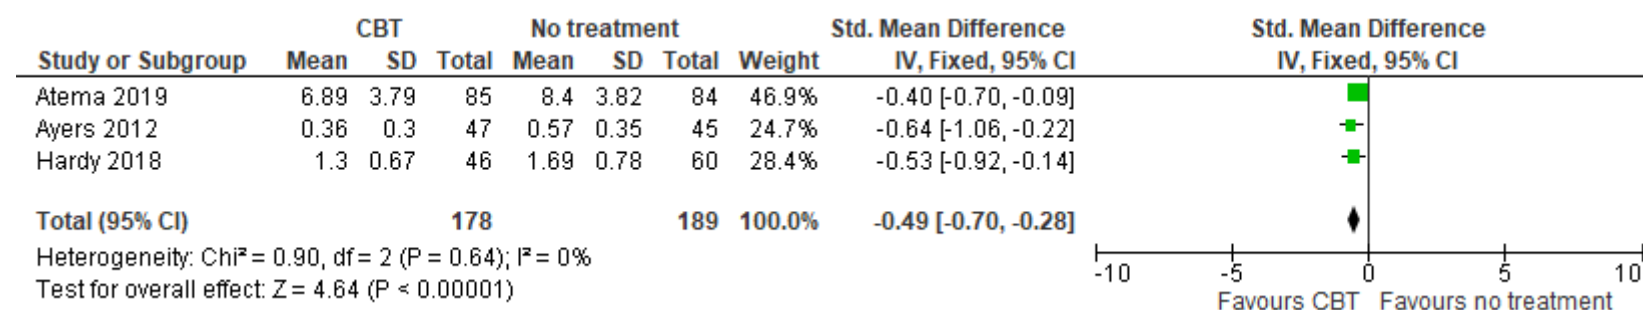 CBT No treatment Std. Mean Difference Std. Mean Difference
Study or Subgroup Mean SD Total Mean SD Total Weight IV, Fixed, 95% CI IV, Fixed, 95% CI
Atema 2019 6.89 3.79 85 8.4 3.82 84 46.9% -0.40 [-0.70, -0.09]
Ayers 2012 0.36 0.3 47 0.57 0.35 45 24.7% -0.64 [-1.06, -0.22]
Hardy 2018 1.3 0.67 46 1.69 0.78 60 28.4% -0.53 [-0.92, -0.14]
Total (95% CI) 178 189 100.0% -0.49 [-0.70, -0.28]
Heterogeneity: Chi² = 0.90, df = 2 (P = 0.64); I² = 0%
Test for overall effect: Z = 4.64 (P < 0.00001)
-10 -5 0 5 10
Favours CBT Favours no treatment